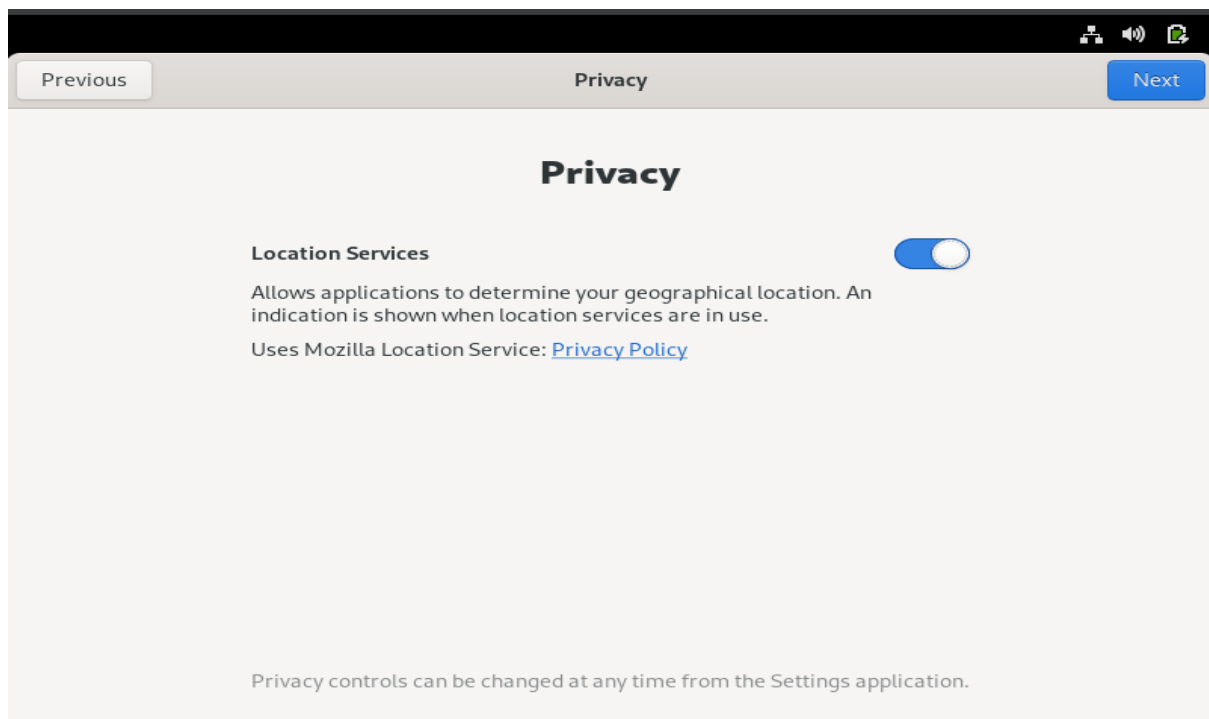 Previous
Privacy
Next
Privacy
Location Services
Allows applications to determine your geographical location. An
indication is shown when location services are in use.
Uses Mozilla Location Service: Privacy Policy
Privacy controls can be changed at any time from the Settings application.